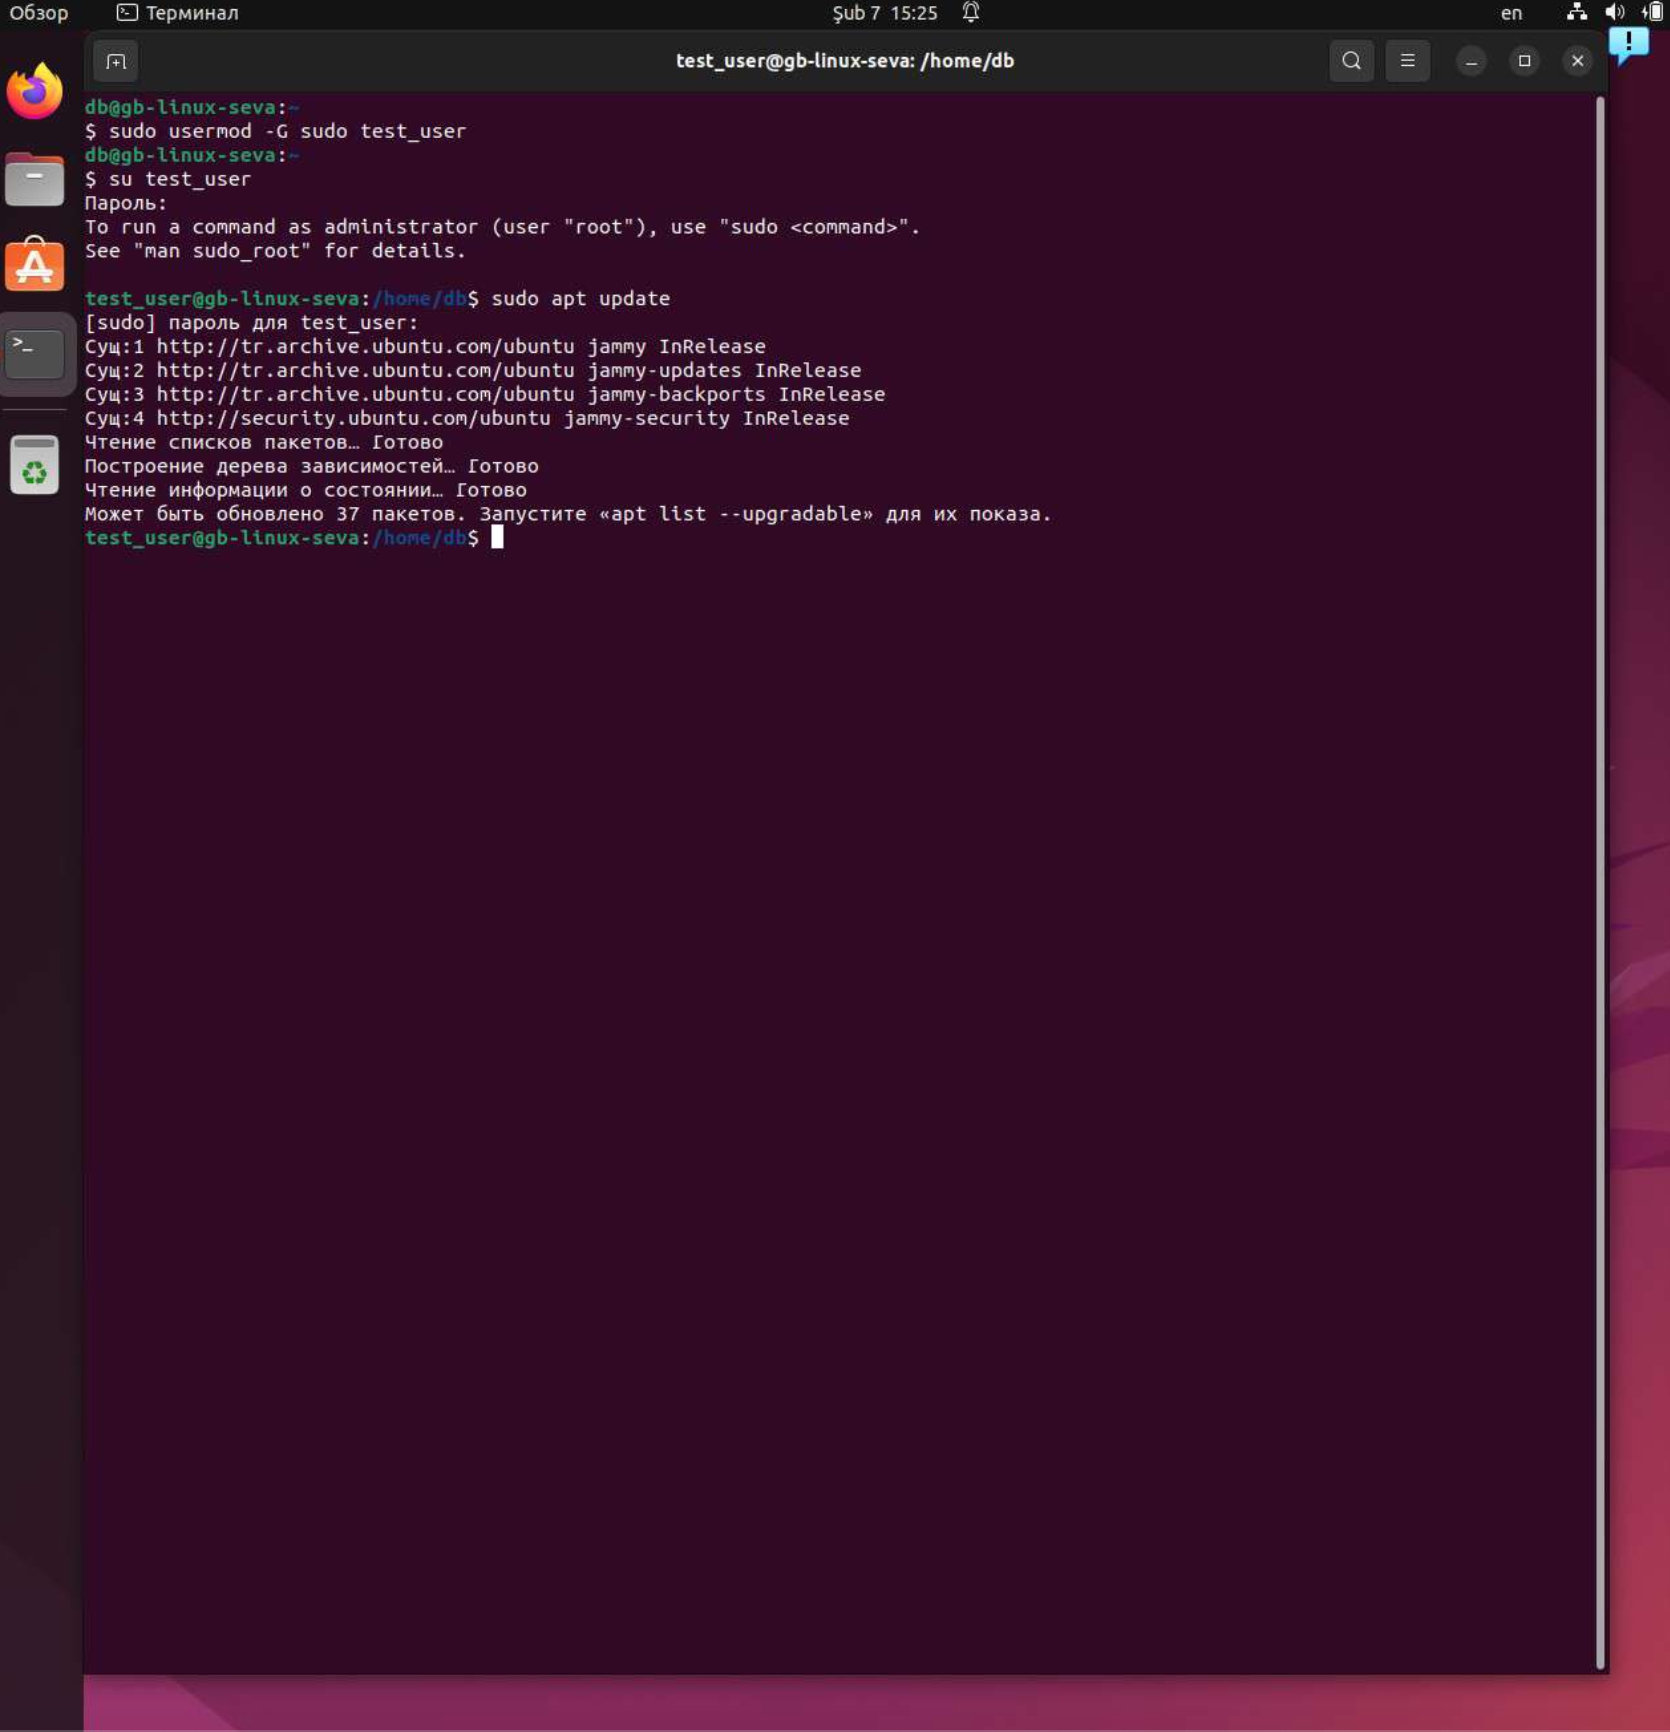 Обзор Терминал Şub 7 15:25 en
test_user@gb-linux-seva: /home/db
db@gb-linux-seva:~
$ sudo usermod -G sudo test_user
db@gb-linux-seva:~
$ su test_user
Пароль:
To run a command as administrator (user "root"), use "sudo <command>".
See "man sudo_root" for details.
test_user@gb-linux-seva:/home/db$ sudo apt update
[sudo] пароль для test_user:
Сущ:1 http://tr.archive.ubuntu.com/ubuntu jammy InRelease
Сущ:2 http://tr.archive.ubuntu.com/ubuntu jammy-updates InRelease
Сущ:3 http://tr.archive.ubuntu.com/ubuntu jammy-backports InRelease
Сущ:4 http://security.ubuntu.com/ubuntu jammy-security InRelease
Чтение списков пакетов… Готово
Построение дерева зависимостей… Готово
Чтение информации о состоянии… Готово
Может быть обновлено 37 пакетов. Запустите «apt list --upgradable» для их показа.
test_user@gb-linux-seva:/home/db$